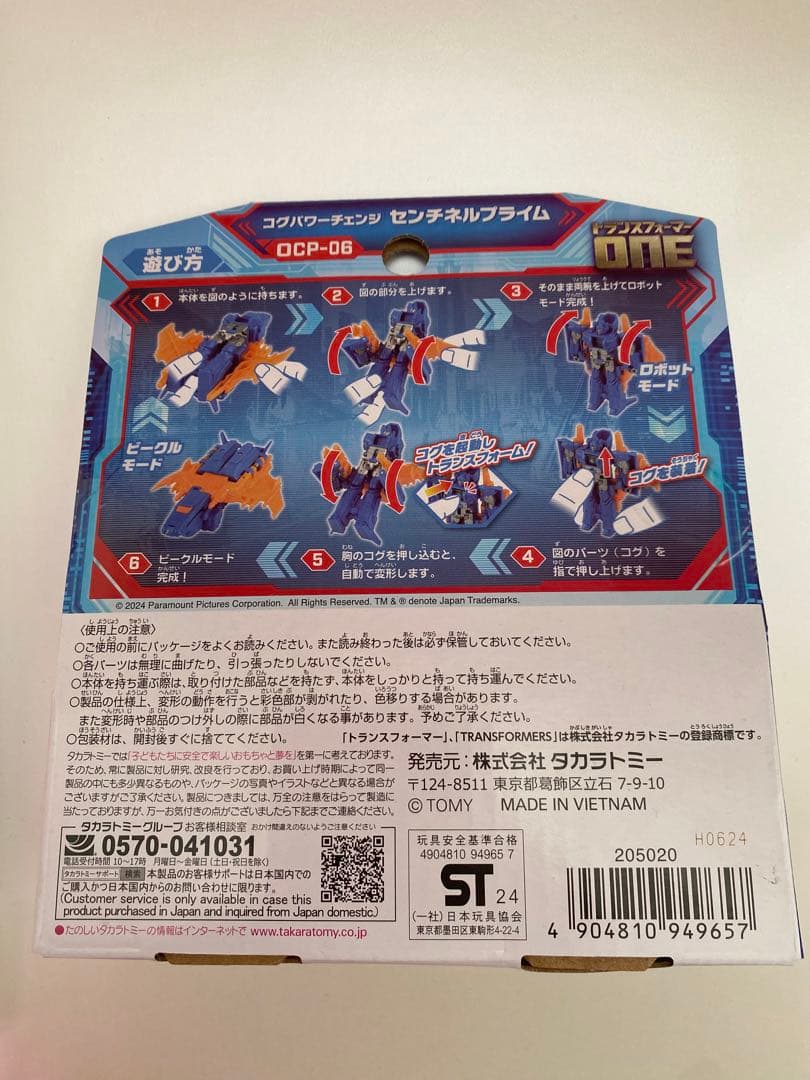 コグパワーチェンジ センチネルプライム
OCP-06
トランスフォーマー
ONE
遊び方
1 本体を図のように持ちます。
2 図の部分を上げます。
3 そのまま両腕を上げてロボット
モード完成！
ロボット
モード
コグを装着！
4 図のパーツ（コグ）を
指で押し上げます。
コグを起動し
トランスフォーム！
5 胸のコグを押し込むと、
自動で変形します。
6 ビークルモード
完成！
ビークル
モード
© 2024 Paramount Pictures Corporation. All Rights Reserved. TM & ® denote Japan Trademarks.
〈使用上の注意〉
○ご使用の前にパッケージをよくお読みください。また読み終わった後は必ず保管しておいてください。
○各パーツは無理に曲げたり、引っ張ったりしないでください。
○本体を持ち運ぶ際は、取り付けた部品などを持たず、本体をしっかりと持って持ち運んでください。
○製品の仕様上、変形の動作を行うと彩色部が剥がれたり、色移りする場合があります。
また変形時や部品のつけ外しの際に部品が白くなる事があります。予めご了承ください。
○包装材は、開封後すぐに捨ててください。
「トランスフォーマー」、「TRANSFORMERS」は株式会社タカラトミーの登録商標です。
タカラトミーでは「子どもたちに安全で楽しいおもちゃと夢を」を第一に考えております。
そのため、常に製品に対し研究、改良を行っており、お買い上げ時期によって同一
製品の中にも多少異なるものや、パッケージの写真やイラストなどと異なる場合が
ございますがご了承ください。製品につきましては、万全の注意をはらって製造に
当たっておりますが、万一お気付きの点がございましたら下記までご連絡ください。
発売元：株式会社 タカラトミー
〒124-8511 東京都葛飾区立石 7-9-10
© TOMY MADE IN VIETNAM
タカラトミーグループ お客様相談室 おかけ間違えのないようご注意ください
0570-041031
電話受付時間 10～17時 月曜日～金曜日（土・日・祝日を除く）
タカラトミーサポート 検索 本製品のお客様サポートは日本国内での
ご購入かつ日本国内からのお問い合わせに限ります。
(Customer service is only available in case this
product purchased in Japan and inquired from Japan domestic.)
●たのしいタカラトミーの情報はインターネットで www.takaratomy.co.jp
玩具安全基準合格
4904810 94965 7
ST 24
（一社）日本玩具協会
東京都墨田区東駒形4-22-4
H0624
205020
4 904810 949657